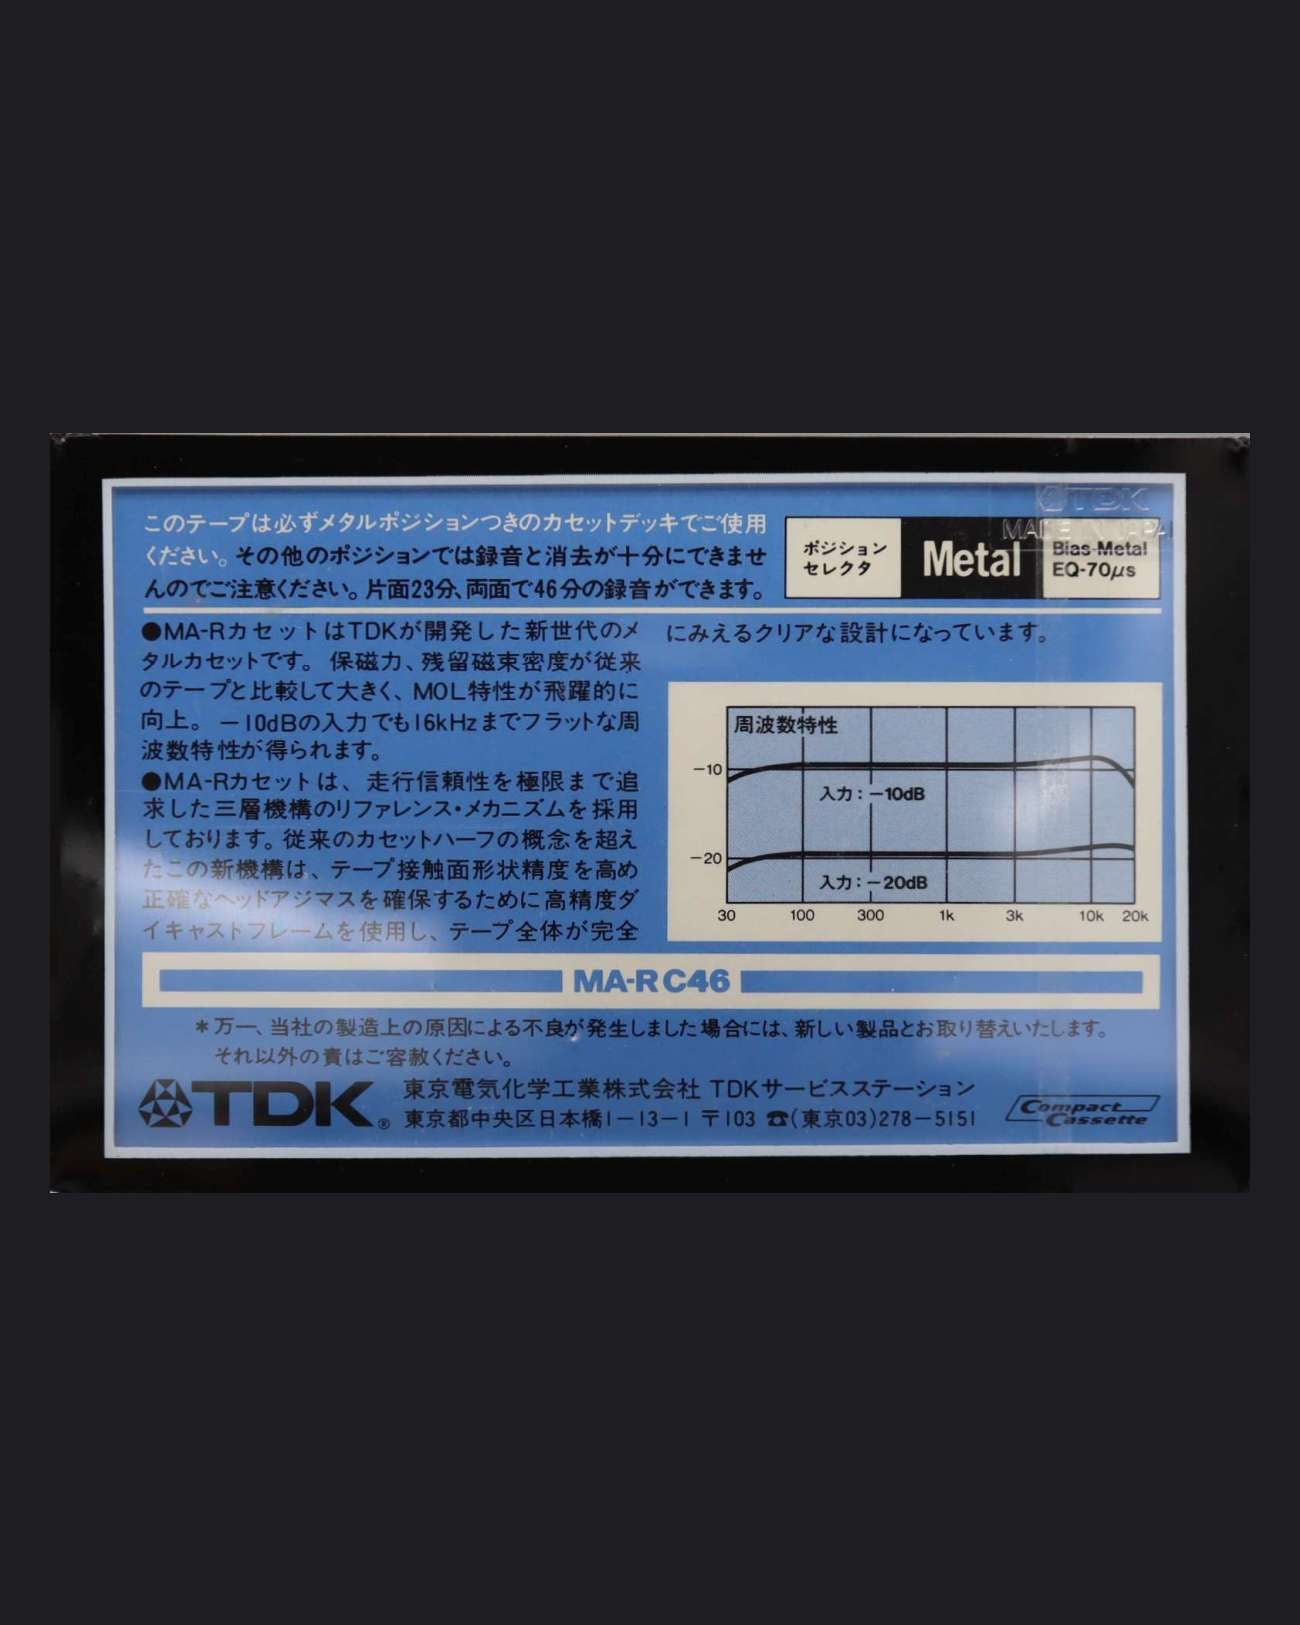 TDK
MADE IN JAPA
このテープは必ずメタルポジションつきのカセットデッキでご使用
ください。その他のポジションでは録音と消去が十分にできませ
んのでご注意ください。片面23分、両面で46分の録音ができます。
ポジション
セレクタ
Metal
Bias-Metal
EQ-70μs
●MA-RカセットはTDKが開発した新世代のメ
タルカセットです。保磁力、残留磁束密度が従来
のテープと比較して大きく、MOL特性が飛躍的に
向上。－10dBの入力でも16kHzまでフラットな周
波数特性が得られます。
●MA-Rカセットは、走行信頼性を極限まで追
求した三層機構のリファレンス・メカニズムを採用
しております。従来のカセットハーフの概念を超え
たこの新機構は、テープ接触面形状精度を高め
正確なヘッドアジマスを確保するために高精度ダ
イキャストフレームを使用し、テープ全体が完全
にみえるクリアな設計になっています。
周波数特性
－10
入力：－10dB
－20
入力：－20dB
30 100 300 1k 3k 10k 20k
MA-R C46
＊万一、当社の製造上の原因による不良が発生しました場合には、新しい製品とお取り替えいたします。
それ以外の責はご容赦ください。
TDK®
東京電気化学工業株式会社 TDKサービスステーション
東京都中央区日本橋1－13－1 〒103 ☎(東京03)278－5151
Compact
Cassette